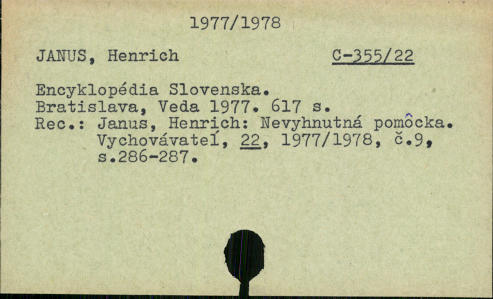 1977/1978
JANUS, Henrich C-355/22
Encyklopédia Slovenska.
Bratislava, Veda 1977. 617 s.
Rec.: Janus, Henrich: Nevyhnutná pomôcka.
Vychovávateľ, 22, 1977/1978, č.9,
s.286-287.